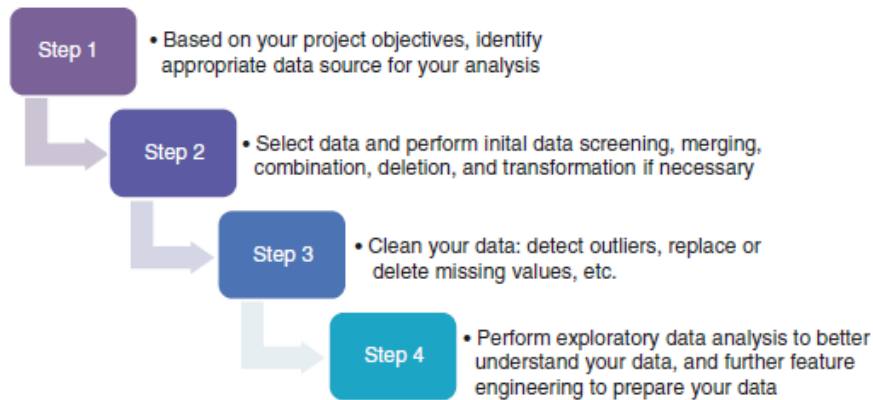 Step 1
• Based on your project objectives, identify
appropriate data source for your analysis
Step 2
• Select data and perform inital data screening, merging,
combination, deletion, and transformation if necessary
Step 3
• Clean your data: detect outliers, replace or
delete missing values, etc.
Step 4
• Perform exploratory data analysis to better
understand your data, and further feature
engineering to prepare your data